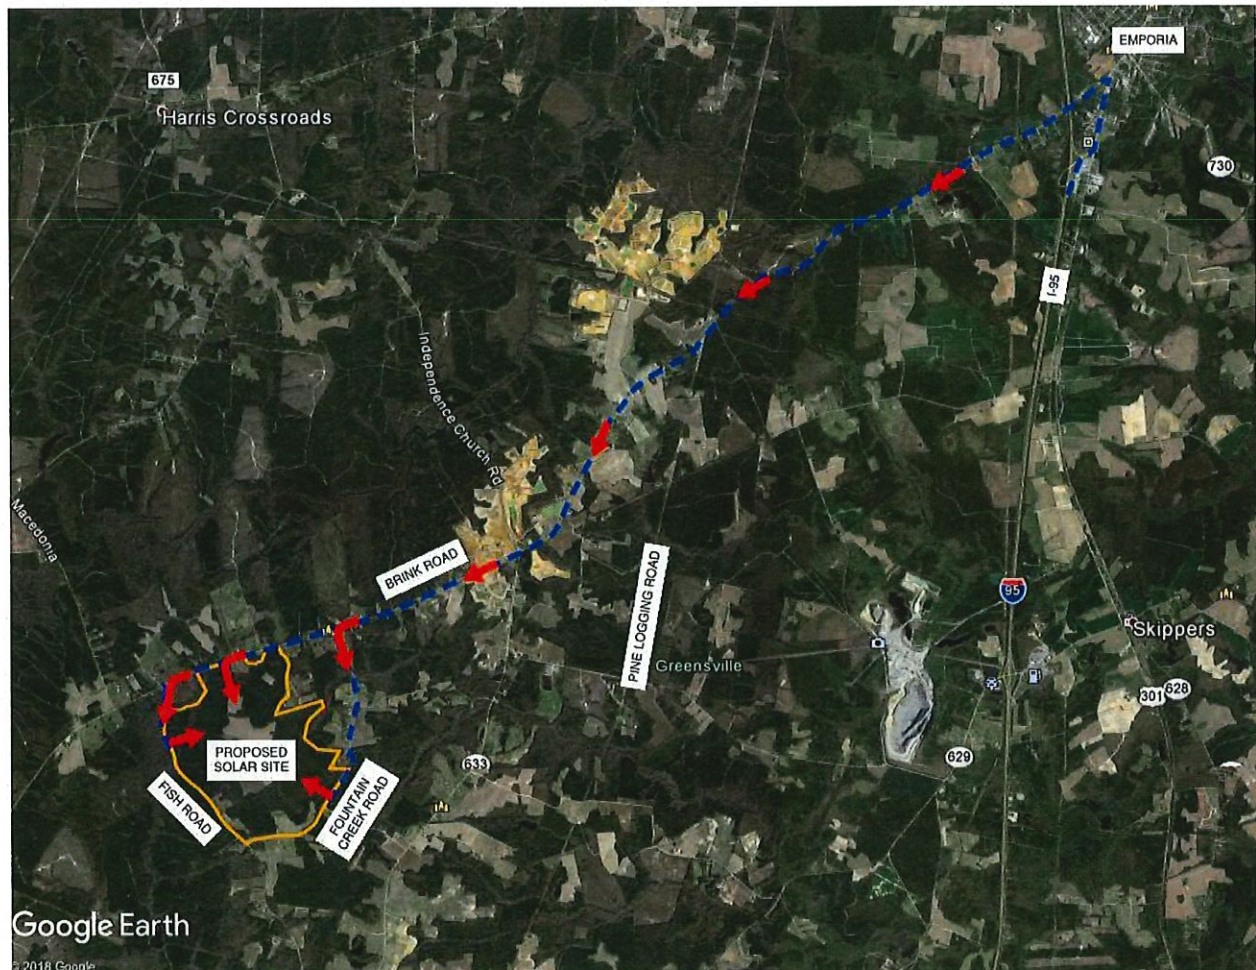 EMPORIA
675
Harris Crossroads
730
I-95
Independence Church Rd
Macedonia
BRINK ROAD
PINE LOGGING ROAD
95
Skippers
Greensville
301
628
PROPOSED
SOLAR SITE
633
629
FISH ROAD
FOUNTAIN
CREEK ROAD
Google Earth
© 2018 Google